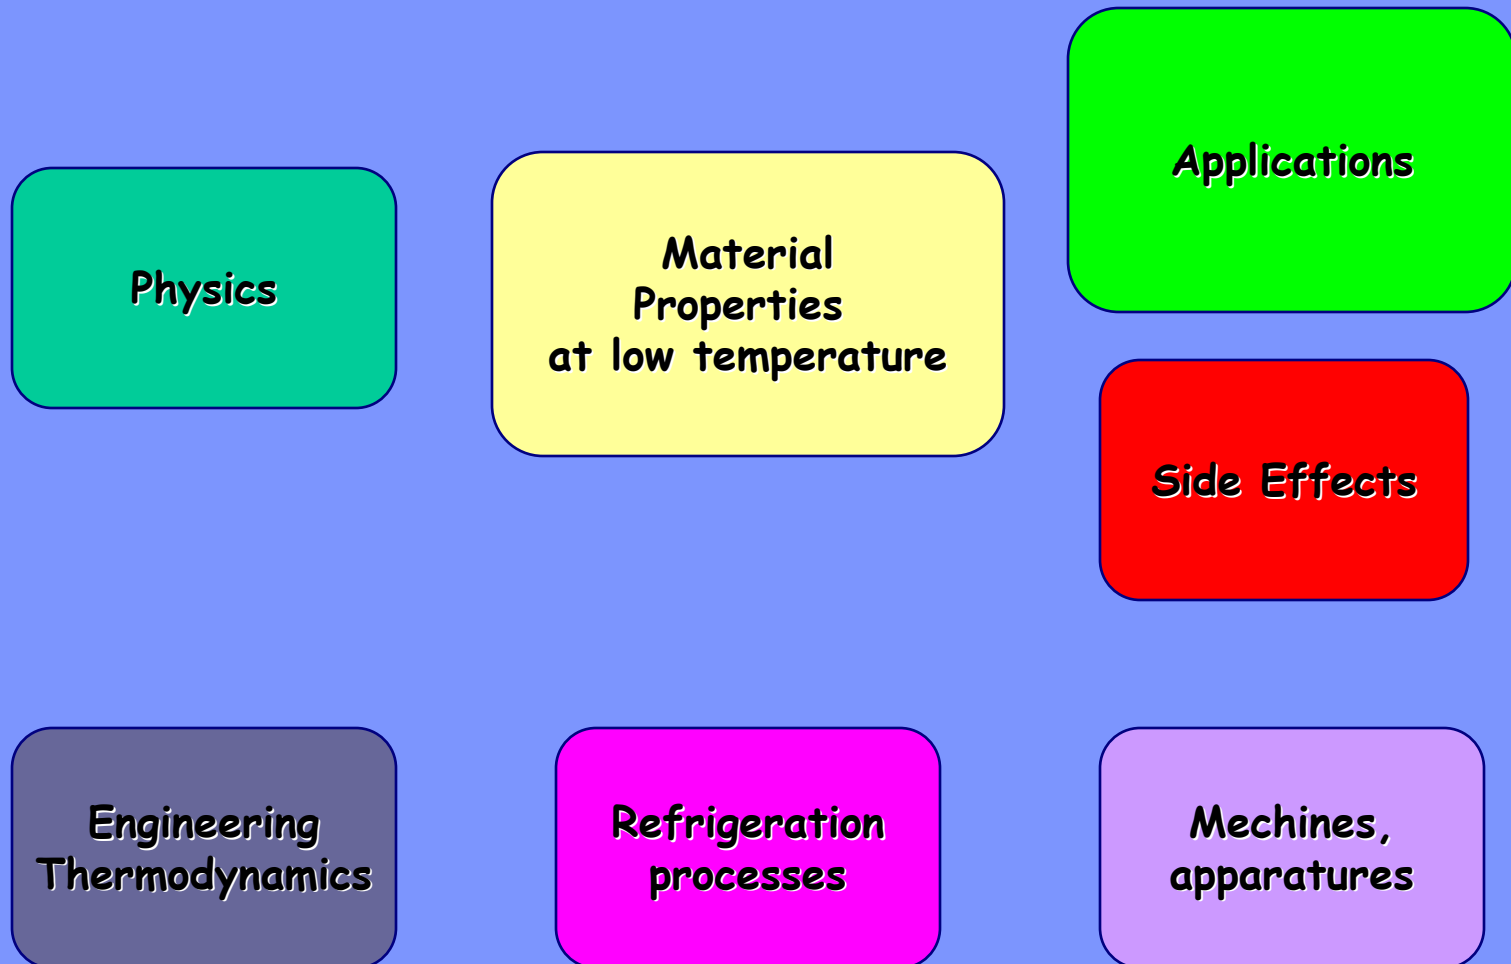 Physics
Material
Properties
at low temperature
Applications
Side Effects
Engineering
Thermodynamics
Refrigeration
processes
Mechines,
apparatures